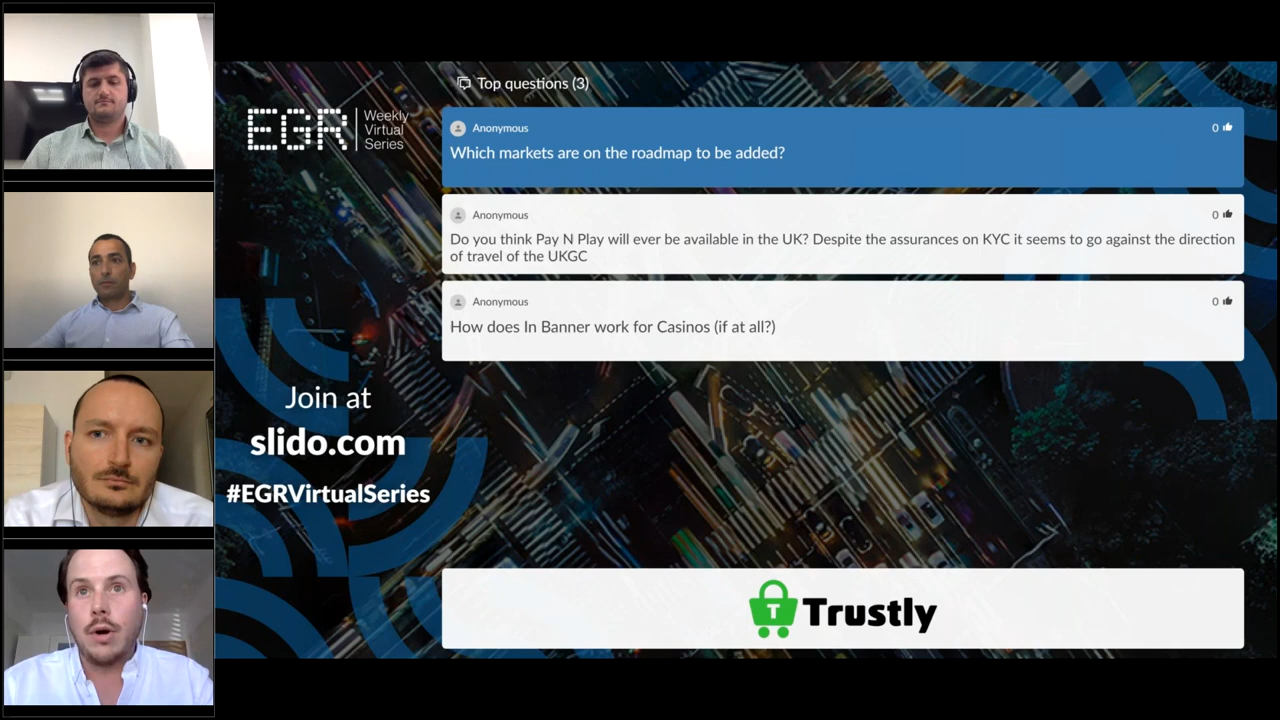 Top questions (3)
EGR
Weekly
Virtual
Series
Anonymous
0
Which markets are on the roadmap to be added?
Anonymous
0
Do you think Pay N Play will ever be available in the UK? Despite the assurances on KYC it seems to go against the direction
of travel of the UKGC
Anonymous
0
How does In Banner work for Casinos (if at all?)
Join at
slido.com
#EGRVirtualSeries
T Trustly